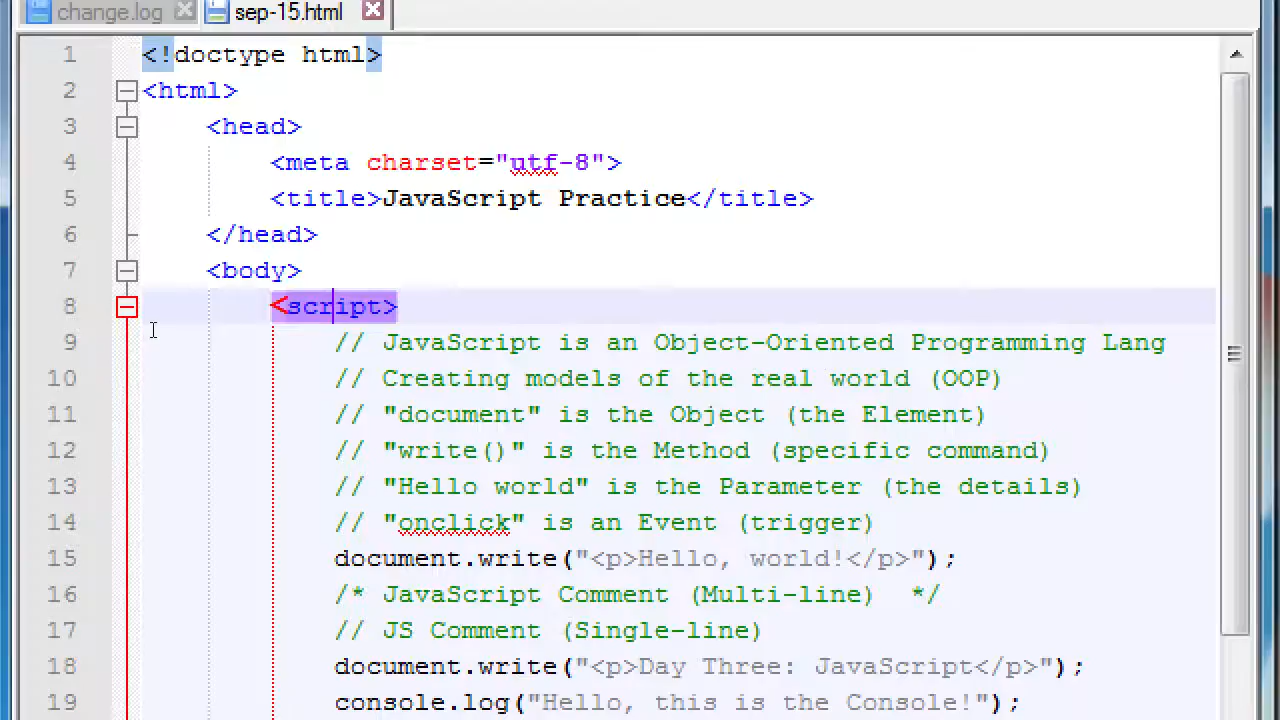 change.log sep-15.html
1 <!doctype html>
2 <html>
3 <head>
4 <meta charset="utf-8">
5 <title>JavaScript Practice</title>
6 </head>
7 <body>
8 <script>
9 // JavaScript is an Object-Oriented Programming Lang
10 // Creating models of the real world (OOP)
11 // "document" is the Object (the Element)
12 // "write()" is the Method (specific command)
13 // "Hello world" is the Parameter (the details)
14 // "onclick" is an Event (trigger)
15 document.write("<p>Hello, world!</p>");
16 /* JavaScript Comment (Multi-line)  */
17 // JS Comment (Single-line)
18 document.write("<p>Day Three: JavaScript</p>");
19 console.log("Hello, this is the Console!");